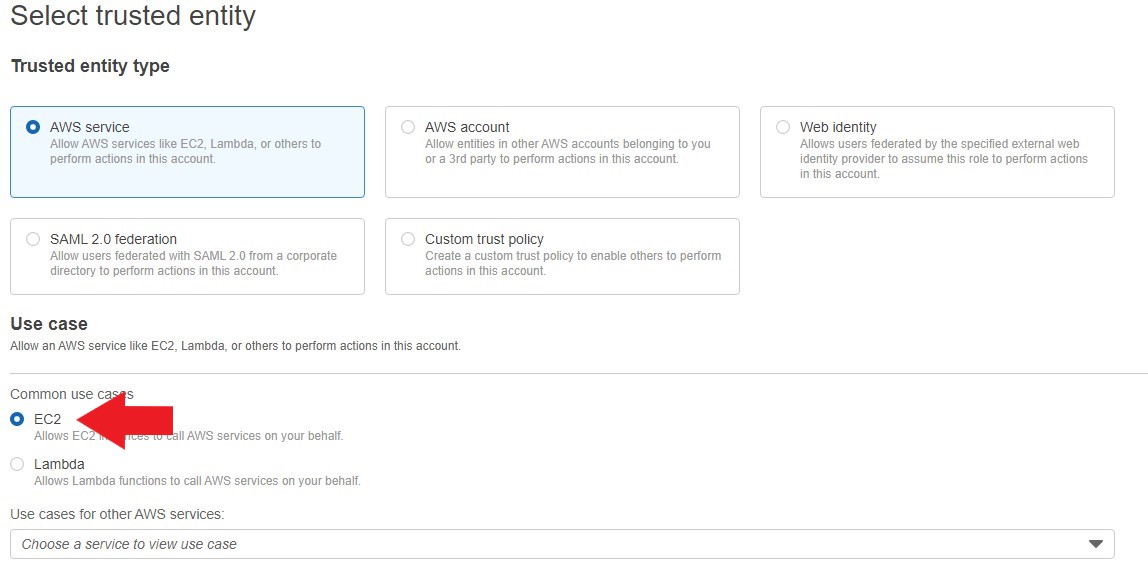 Select trusted entity
Trusted entity type
AWS service
Allow AWS services like EC2, Lambda, or others to
perform actions in this account.
AWS account
Allow entities in other AWS accounts belonging to you
or a 3rd party to perform actions in this account.
Web identity
Allows users federated by the specified external web
identity provider to assume this role to perform actions
in this account.
SAML 2.0 federation
Allow users federated with SAML 2.0 from a corporate
directory to perform actions in this account.
Custom trust policy
Create a custom trust policy to enable others to perform
actions in this account.
Use case
Allow an AWS service like EC2, Lambda, or others to perform actions in this account.
Common use cases
EC2
Allows EC2 to call AWS services on your behalf.
Lambda
Allows Lambda functions to call AWS services on your behalf.
Use cases for other AWS services:
Choose a service to view use case